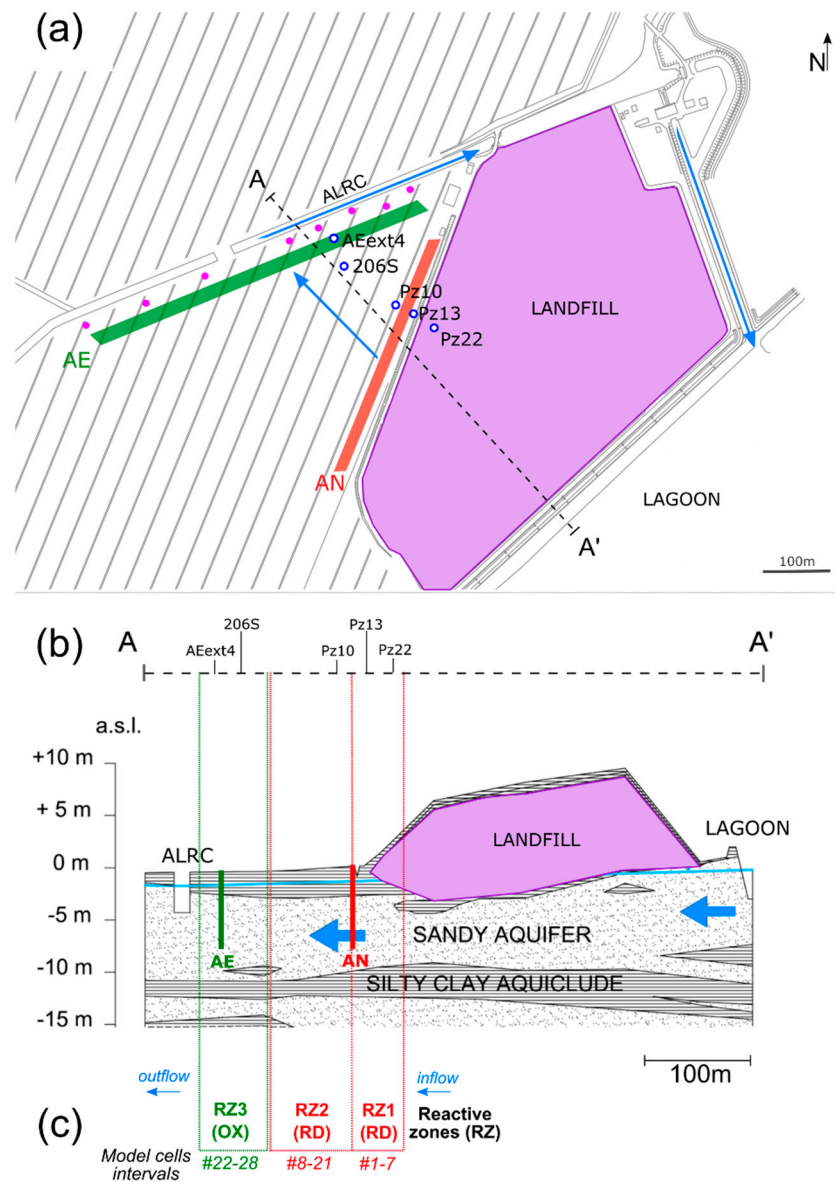 (a)
N
A
ALRC
AEext4
206S
Pz10
Pz13
Pz22
LANDFILL
AE
AN
LAGOON
A'
100m
(b)
A
206S
AEext4
Pz13
Pz10
Pz22
A'
a.s.l.
+10 m
+ 5 m
0 m
-5 m
-10 m
-15 m
ALRC
LANDFILL
LAGOON
AE
AN
SANDY AQUIFER
SILTY CLAY AQUICLUDE
100m
outflow
inflow
(c)
RZ3 (OX)
RZ2 (RD)
RZ1 (RD)
Reactive zones (RZ)
Model cells intervals
#22-28
#8-21
#1-7